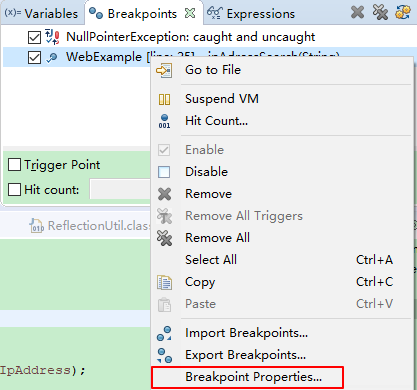 (x)= Variables Breakpoints Expressions
NullPointerException: caught and uncaught
WebExample [line: 25] - ipAdressSearch(String)
Go to File
Suspend VM
Hit Count...
Enable
Trigger Point
Disable
Hit count:
Remove
Remove All Triggers
ReflectionUtil.class
Remove All
Select All Ctrl+A
Copy Ctrl+C
Paste Ctrl+V
Import Breakpoints...
Export Breakpoints...
IpAddress);
Breakpoint Properties...